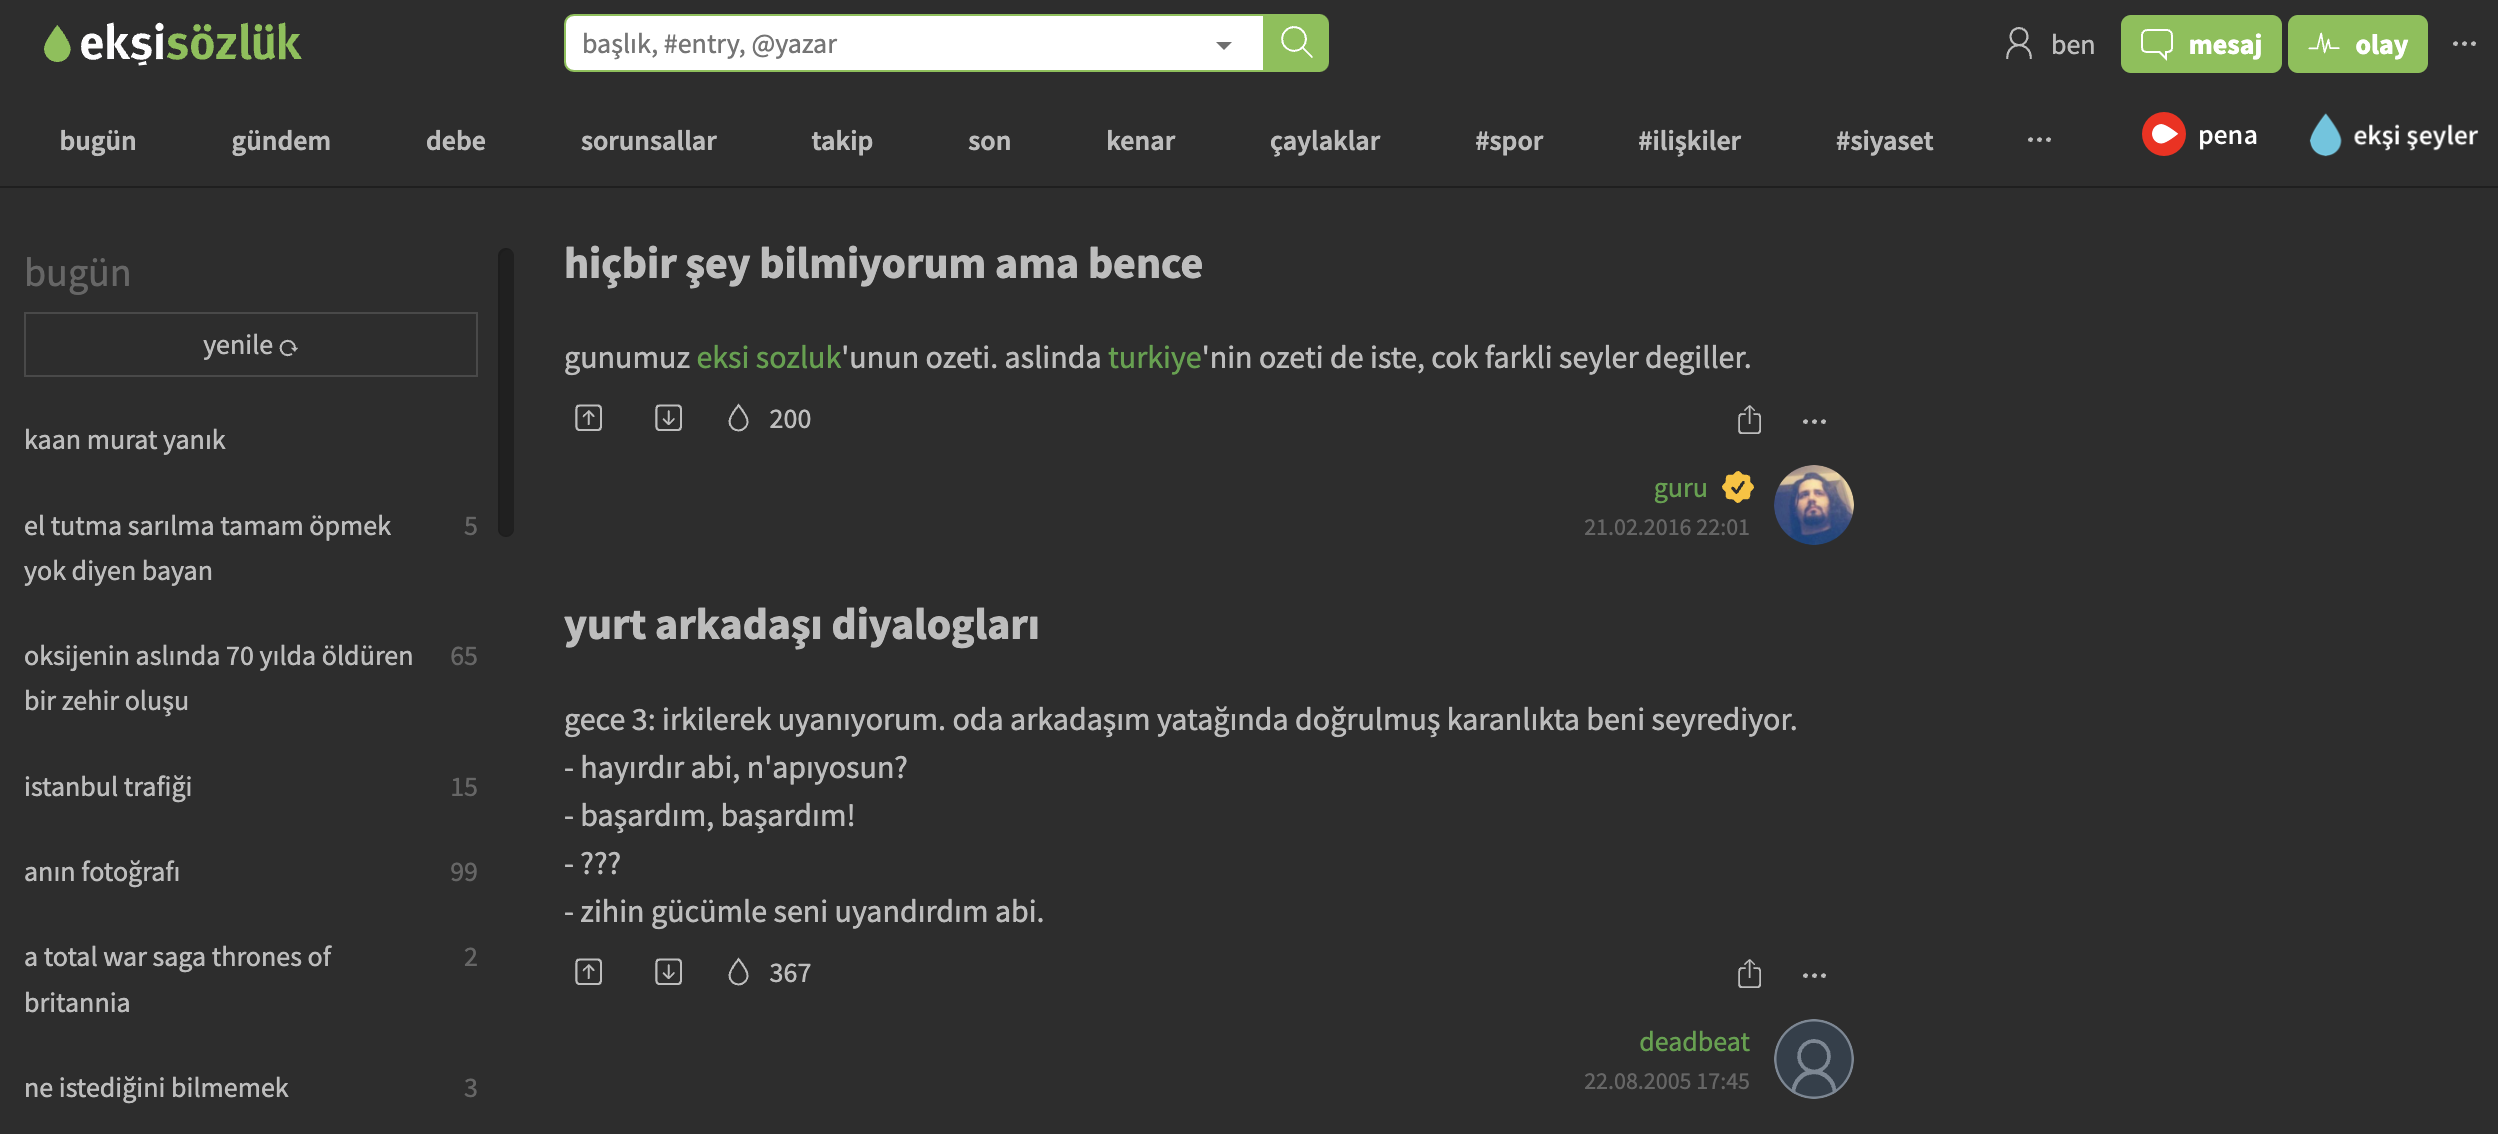 ekşisözlük
başlık, #entry, @yazar
ben
mesaj
olay
bugün
gündem
debe
sorunsallar
takip
son
kenar
çaylaklar
#spor
#ilişkiler
#siyaset
pena
ekşi şeyler
bugün
yenile
kaan murat yanık
el tutma sarılma tamam öpmek 5
yok diyen bayan
oksijenin aslında 70 yılda öldüren 65
bir zehir oluşu
istanbul trafiği 15
anın fotoğrafı 99
a total war saga thrones of 2
britannia
ne istediğini bilmemek 3
hiçbir şey bilmiyorum ama bence
gunumuz eksi sozluk'unun ozeti. aslinda turkiye'nin ozeti de iste, cok farkli seyler degiller.
200
guru
21.02.2016 22:01
yurt arkadaşı diyalogları
gece 3: irkilerek uyanıyorum. oda arkadaşım yatağında doğrulmuş karanlıkta beni seyrediyor.
- hayırdır abi, n'apıyosun?
- başardım, başardım!
- ???
- zihin gücümle seni uyandırdım abi.
367
deadbeat
22.08.2005 17:45